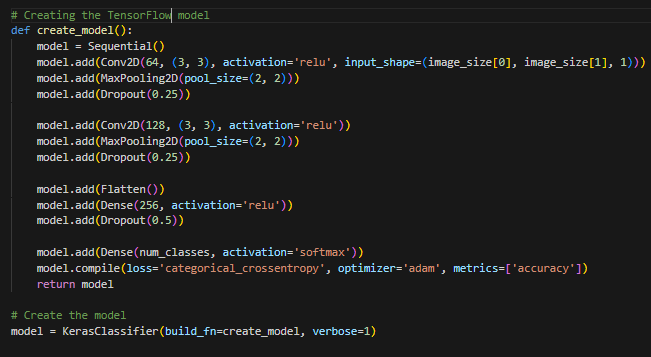 # Creating the TensorFlow model
def create_model():
    model = Sequential()
    model.add(Conv2D(64, (3, 3), activation='relu', input_shape=(image_size[0], image_size[1], 1)))
    model.add(MaxPooling2D(pool_size=(2, 2)))
    model.add(Dropout(0.25))

    model.add(Conv2D(128, (3, 3), activation='relu'))
    model.add(MaxPooling2D(pool_size=(2, 2)))
    model.add(Dropout(0.25))

    model.add(Flatten())
    model.add(Dense(256, activation='relu'))
    model.add(Dropout(0.5))

    model.add(Dense(num_classes, activation='softmax'))
    model.compile(loss='categorical_crossentropy', optimizer='adam', metrics=['accuracy'])
    return model

# Create the model
model = KerasClassifier(build_fn=create_model, verbose=1)